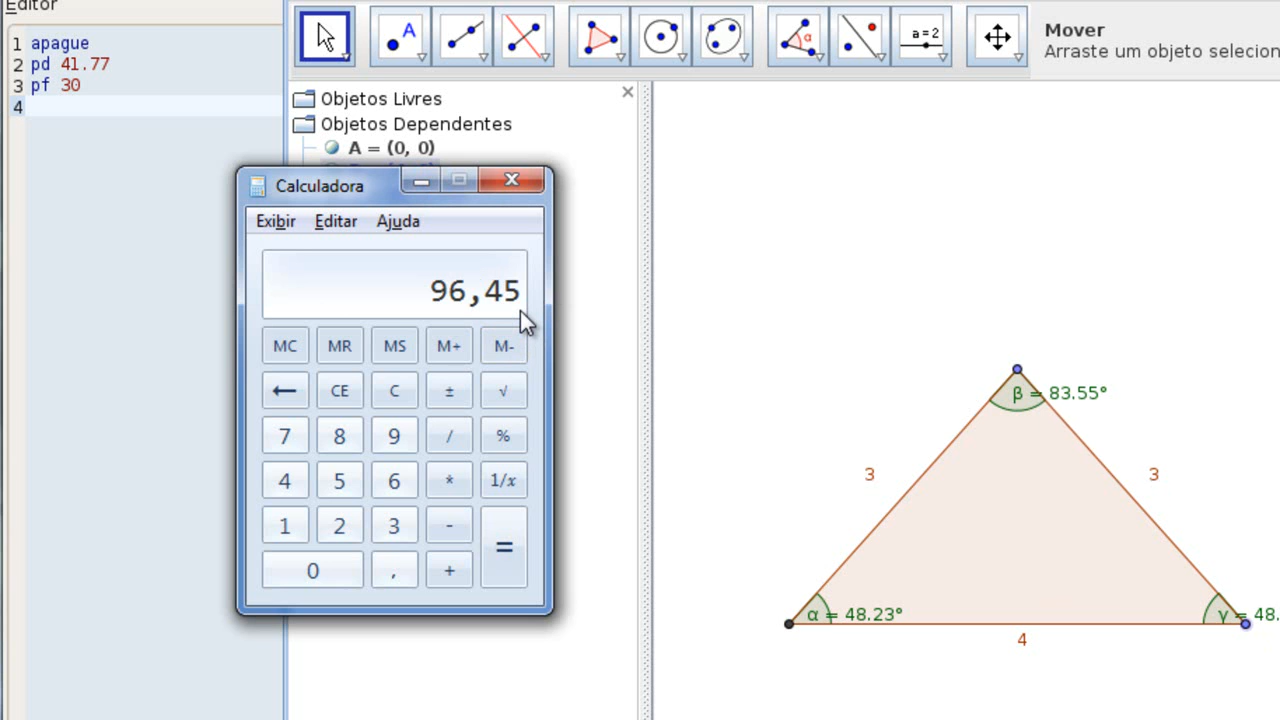 Editor
1 apague
2 pd 41.77
3 pf 30
4
A
α
a=2
Mover
Arraste um objeto selecion
Objetos Livres
Objetos Dependentes
A = (0, 0)
Calculadora
Exibir Editar Ajuda
96,45
MC MR MS M+ M-
← CE C ± √
7 8 9 / %
4 5 6 * 1/x
1 2 3 - =
0 , +
β = 83.55°
3
3
α = 48.23°
γ = 48.
4